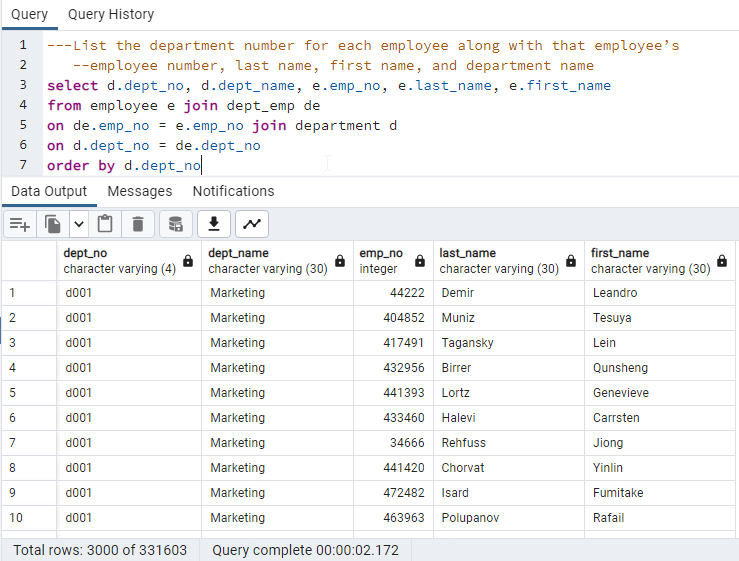 Query Query History
1 ---List the department number for each employee along with that employee’s
2 --employee number, last name, first name, and department name
3 select d.dept_no, d.dept_name, e.emp_no, e.last_name, e.first_name
4 from employee e join dept_emp de
5 on de.emp_no = e.emp_no join department d
6 on d.dept_no = de.dept_no
7 order by d.dept_no
Data Output Messages Notifications
dept_no dept_name emp_no last_name first_name
character varying (4) character varying (30) integer character varying (30) character varying (30)
1 d001 Marketing 44222 Demir Leandro
2 d001 Marketing 404852 Muniz Tesuya
3 d001 Marketing 417491 Tagansky Lein
4 d001 Marketing 432956 Birrer Qunsheng
5 d001 Marketing 441393 Lortz Genevieve
6 d001 Marketing 433460 Halevi Carrsten
7 d001 Marketing 34666 Rehfuss Jiong
8 d001 Marketing 441420 Chorvat Yinlin
9 d001 Marketing 472482 Isard Fumitake
10 d001 Marketing 463963 Polupanov Rafail
Total rows: 3000 of 331603 Query complete 00:00:02.172